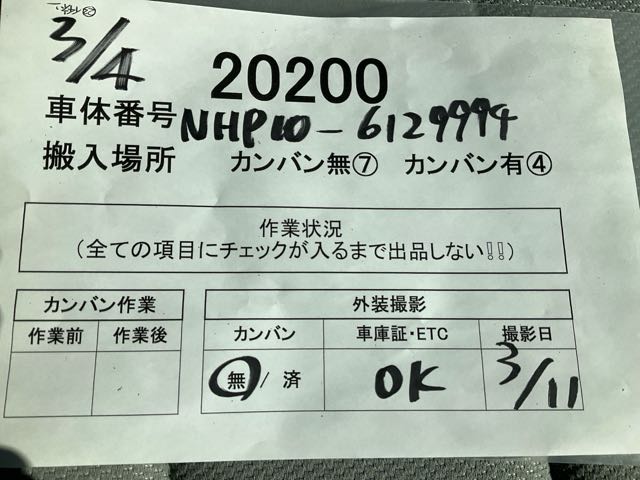 3/4
20200
車体番号 NHP10-6129994
搬入場所 カンバン無⑦ カンバン有④
作業状況
(全ての項目にチェックが入るまで出品しない!!)
カンバン作業
作業前 作業後
外装撮影
カンバン 車庫証・ETC 撮影日
無/済 OK 3/11